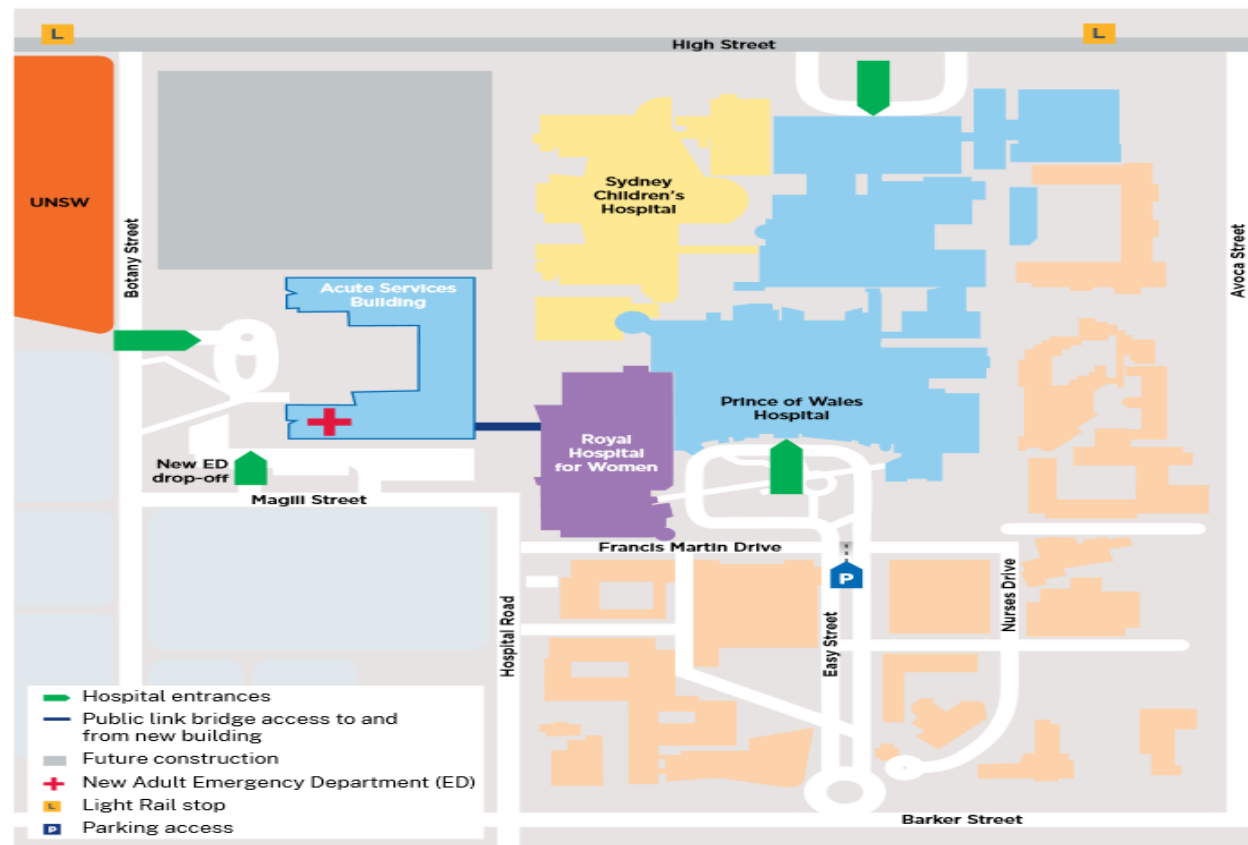 L
L
High Street
UNSW
Sydney
Children's
Hospital
Botany Street
Avoca Street
Acute Services
Building
Prince of Wales
Hospital
Royal
Hospital
for Women
New ED
drop-off
Magill Street
Francis Martin Drive
P
Hospital Road
Easy Street
Nurses Drive
Hospital entrances
Public link bridge access to and
from new building
Future construction
New Adult Emergency Department (ED)
L Light Rail stop
P Parking access
Barker Street